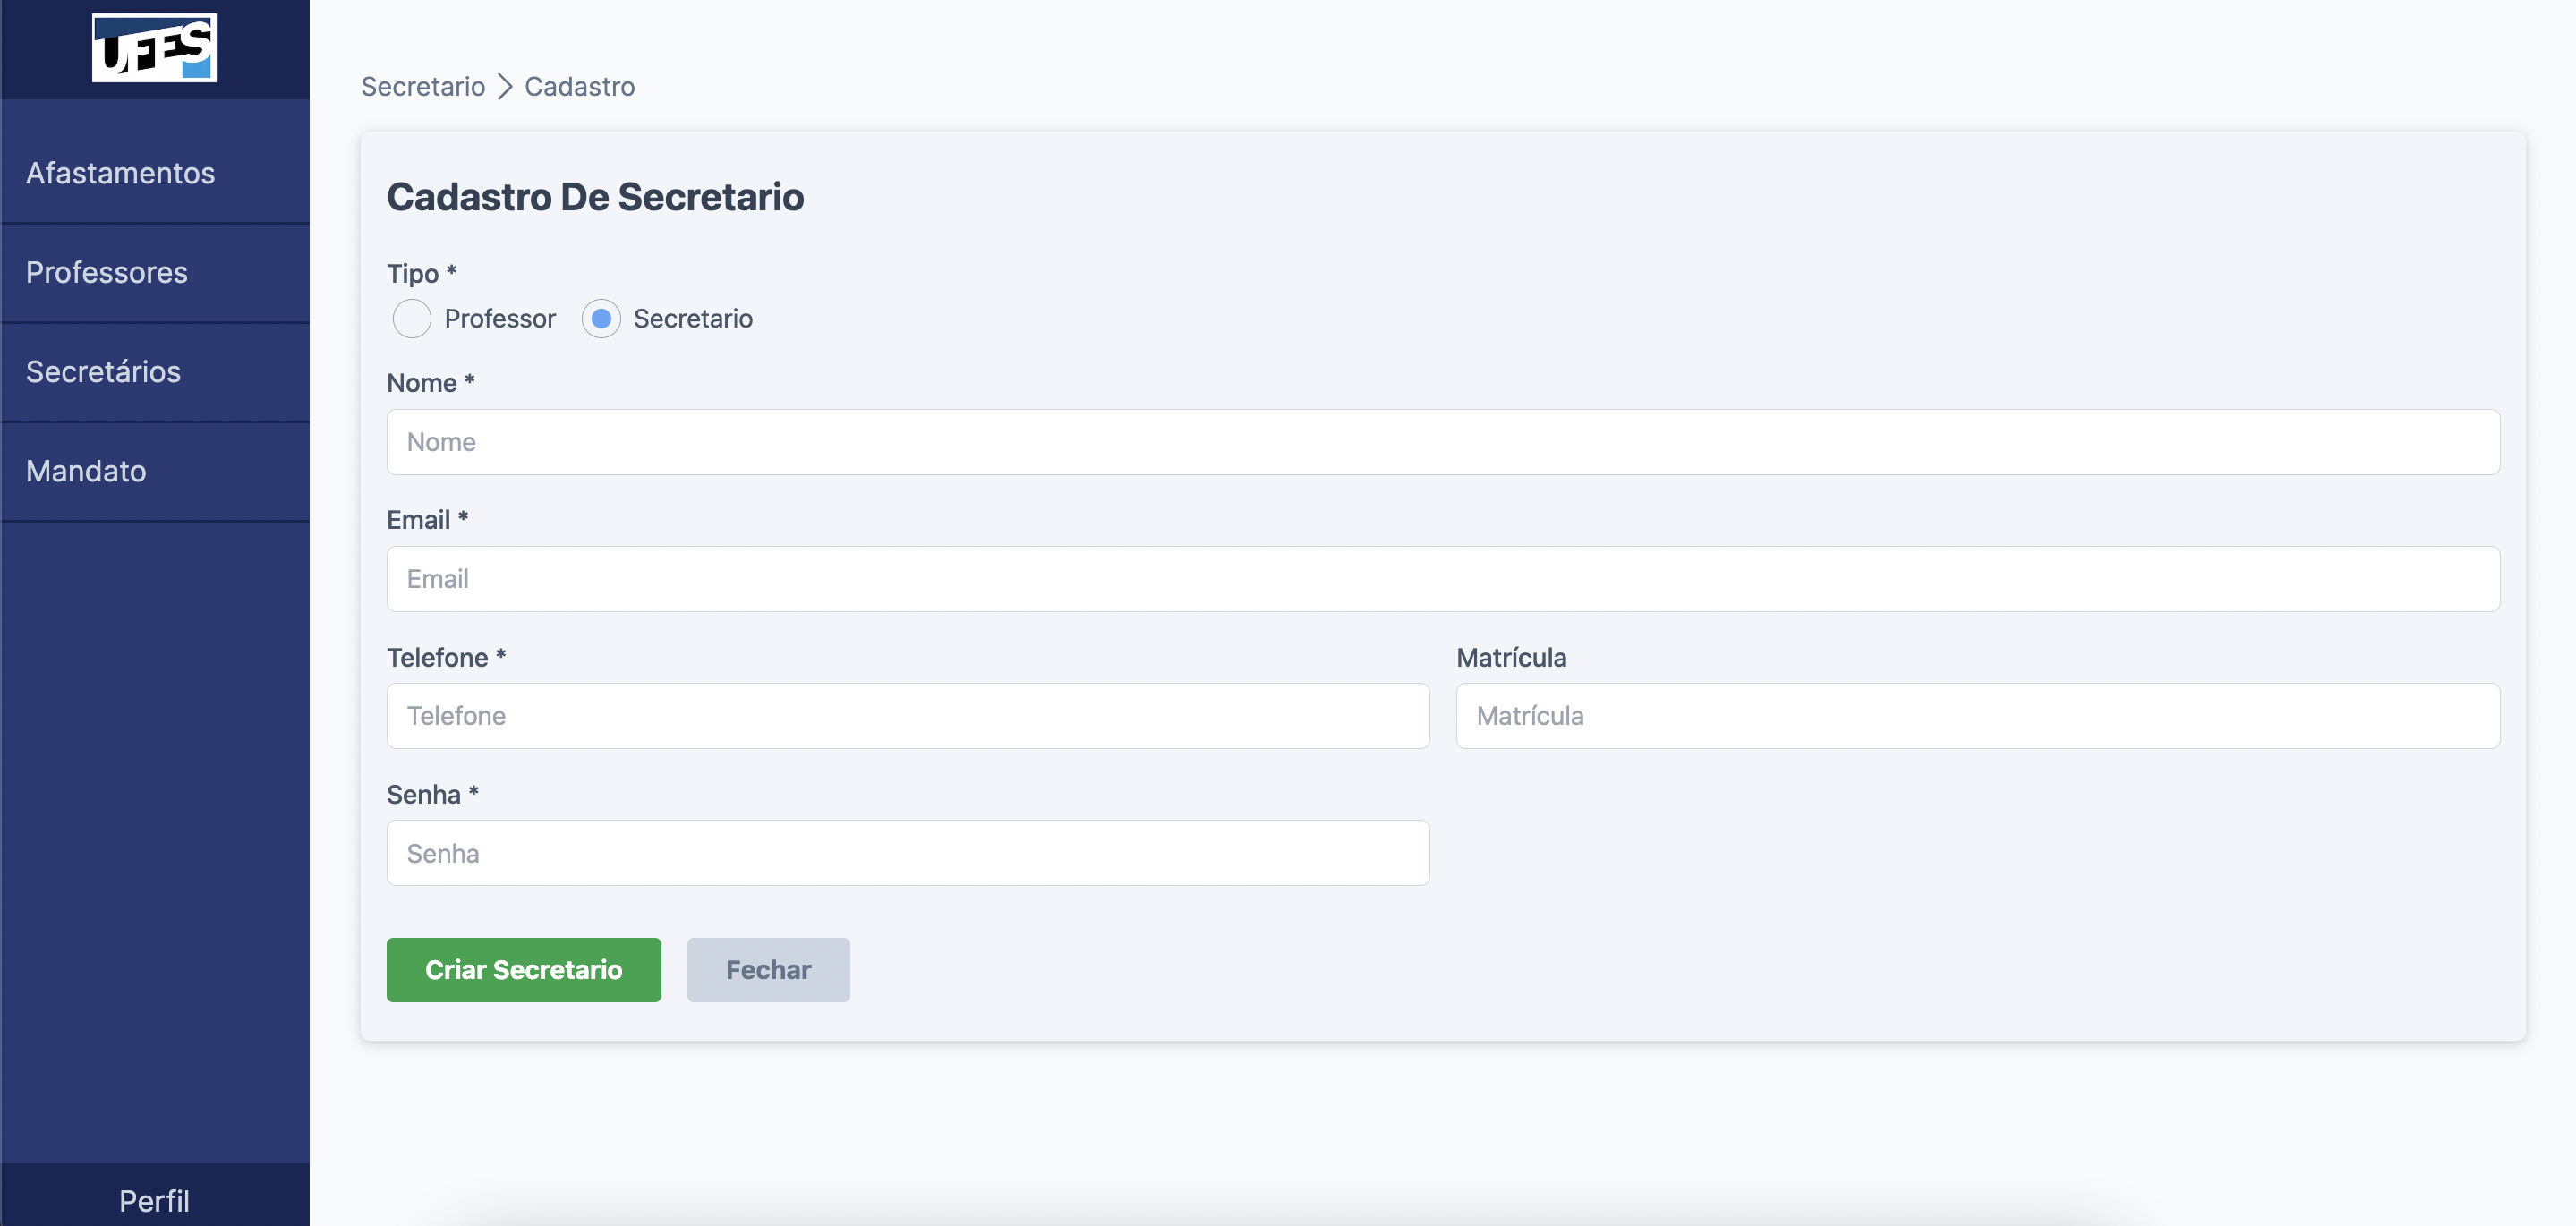 UFES
Secretario > Cadastro
Afastamentos
Professores
Secretários
Mandato
Perfil
Cadastro De Secretario
Tipo *
Professor Secretario
Nome *
Nome
Email *
Email
Telefone * Matrícula
Telefone Matrícula
Senha *
Senha
Criar Secretario Fechar